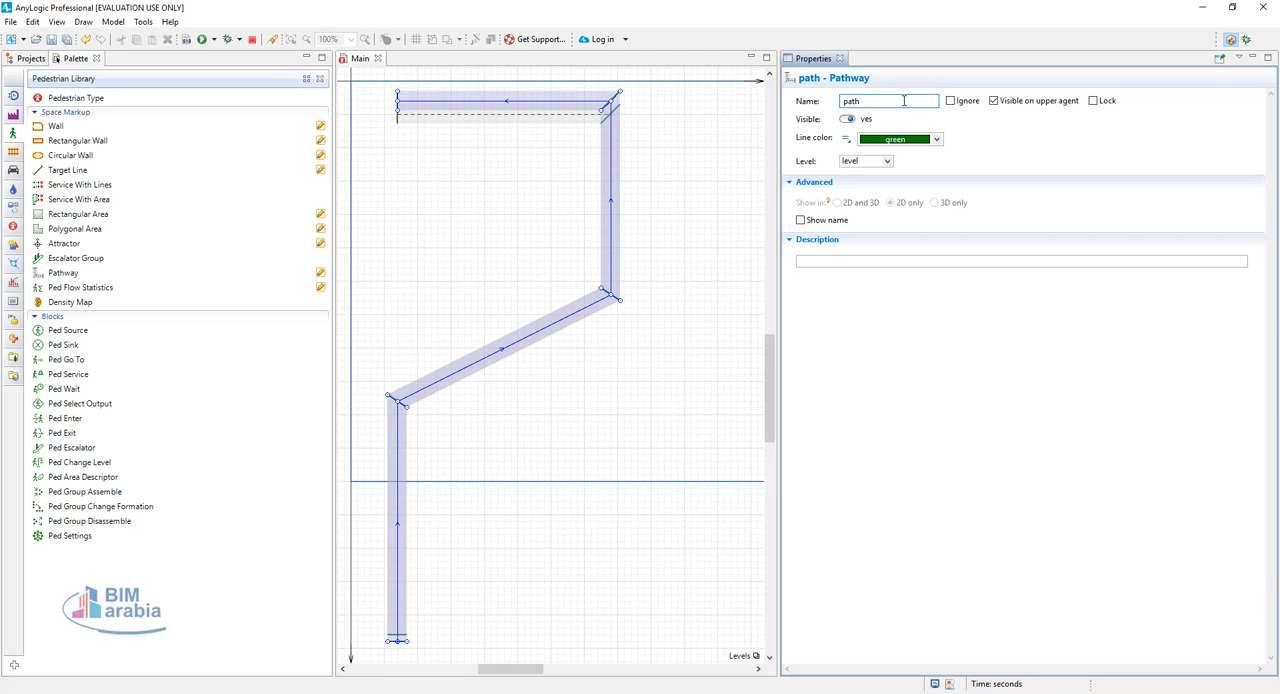 AnyLogic Professional [EVALUATION USE ONLY]
File Edit View Draw Model Tools Help
100% Get Support... Log in
Projects Palette Main Properties
Pedestrian Library
Pedestrian Type
Space Markup
Wall
Rectangular Wall
Circular Wall
Target Line
Service With Lines
Service With Area
Rectangular Area
Polygonal Area
Attractor
Escalator Group
Pathway
Ped Flow Statistics
Density Map
Blocks
Ped Source
Ped Sink
Ped Go To
Ped Service
Ped Wait
Ped Select Output
Ped Enter
Ped Exit
Ped Escalator
Ped Change Level
Ped Area Descriptor
Ped Group Assemble
Ped Group Change Formation
Ped Group Disassemble
Ped Settings
BIM
arabia
Levels
path - Pathway
Name: path Ignore Visible on upper agent Lock
Visible: yes
Line color: green
Level: level
Advanced
Show in: 2D and 3D 2D only 3D only
Show name
Description
Time: seconds